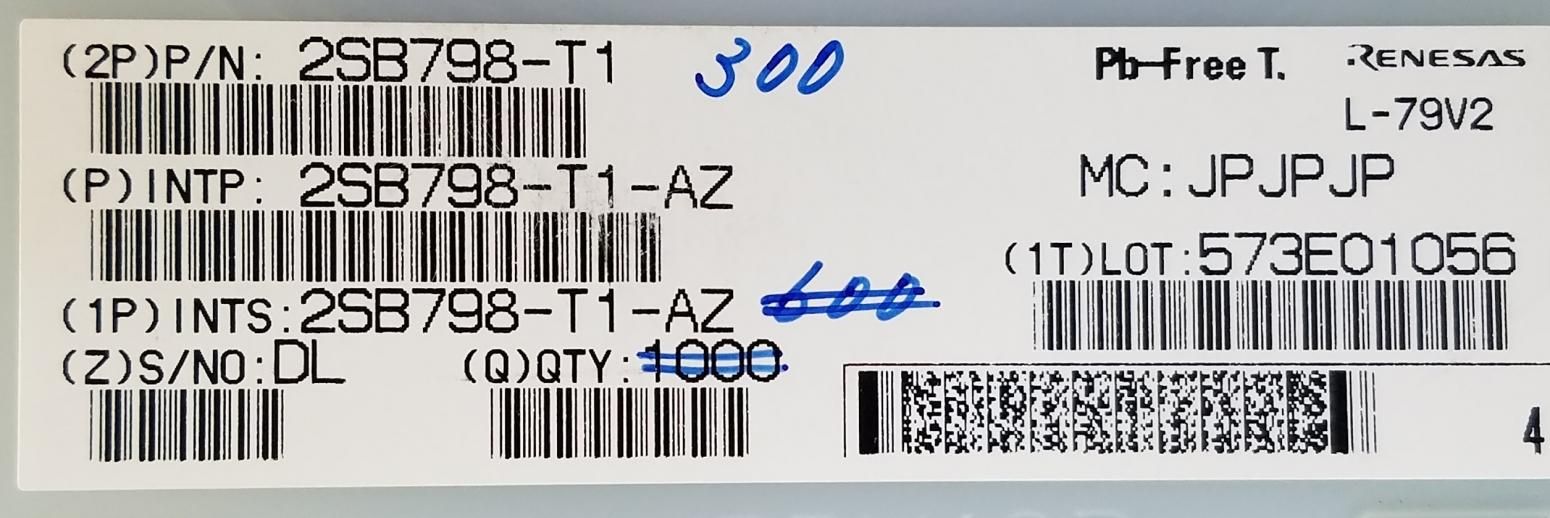 (2P)P/N: 2SB798-T1 300
Pb-Free T. RENESAS
L-79V2
(P)INTP: 2SB798-T1-AZ
MC:JPJPJP
(1T)LOT:573E01056
(1P)INTS:2SB798-T1-AZ 600
(Z)S/NO:DL (Q)QTY:1000
4